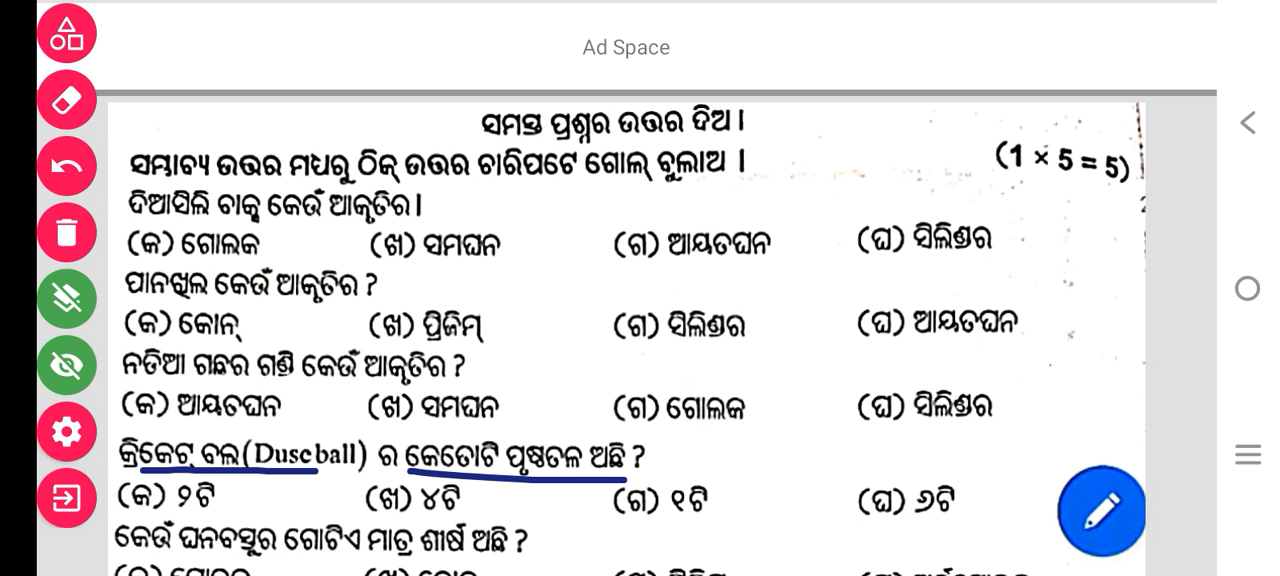 Ad Space
ସମସ୍ତ ପ୍ରଶ୍ନର ଉତ୍ତର ଦିଅ ।
ସମ୍ଭାବ୍ୟ ଉତ୍ତର ମଧ୍ୟରୁ ଠିକ୍ ଉତ୍ତର ଚାରିପଟେ ଗୋଲ୍ ବୁଲାଅ । (1 × 5 = 5)
ଦିଆସିଲି ବାକ୍ସ କେଉଁ ଆକୃତିର ।
(କ) ଗୋଲକ (ଖ) ସମଘନ (ଗ) ଆୟତଘନ (ଘ) ସିଲିଣ୍ଡର
ପାନଖିଲ କେଉଁ ଆକୃତିର ?
(କ) କୋନ୍ (ଖ) ପ୍ରିଜିମ୍ (ଗ) ସିଲିଣ୍ଡର (ଘ) ଆୟତଘନ
ନଡିଆ ଗଛର ଗଣ୍ଡି କେଉଁ ଆକୃତିର ?
(କ) ଆୟତଘନ (ଖ) ସମଘନ (ଗ) ଗୋଲକ (ଘ) ସିଲିଣ୍ଡର
କ୍ରିକେଟ୍ ବଲ(Dusc ball) ର କେତୋଟି ପୃଷ୍ଠତଳ ଅଛି ?
(କ) ୨ଟି (ଖ) ୪ଟି (ଗ) ୧ଟି (ଘ) ୬ଟି
କେଉଁ ଘନବସ୍ତୁର ଗୋଟିଏ ମାତ୍ର ଶୀର୍ଷ ଅଛି ?